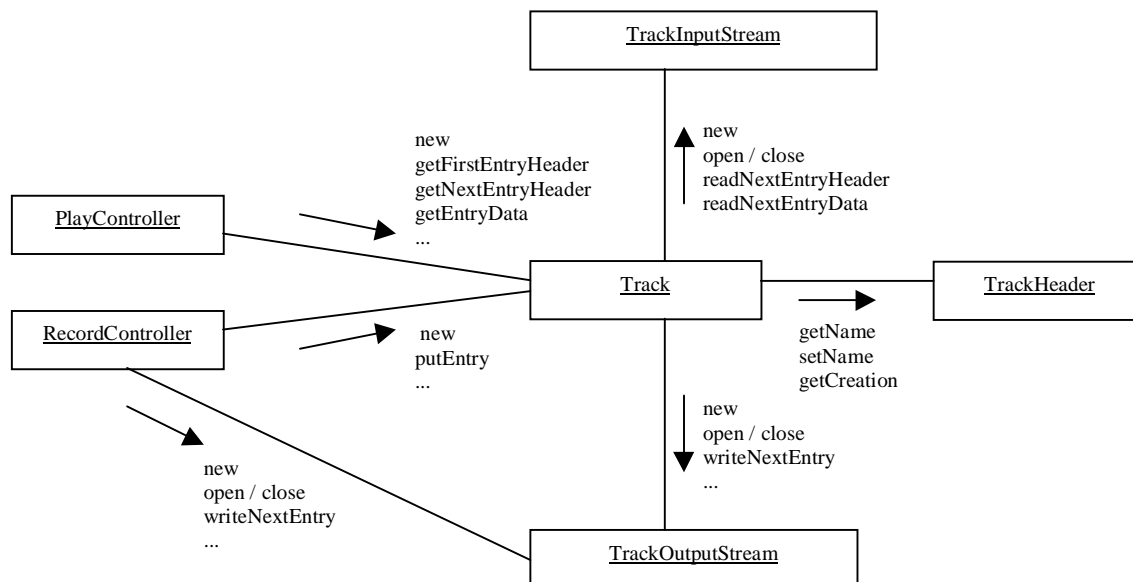 TrackInputStream
new
open / close
readNextEntryHeader
readNextEntryData
new
getFirstEntryHeader
getNextEntryHeader
getEntryData
...
PlayController
Track
TrackHeader
RecordController
new
putEntry
...
getName
setName
getCreation
new
open / close
writeNextEntry
...
new
open / close
writeNextEntry
...
TrackOutputStream